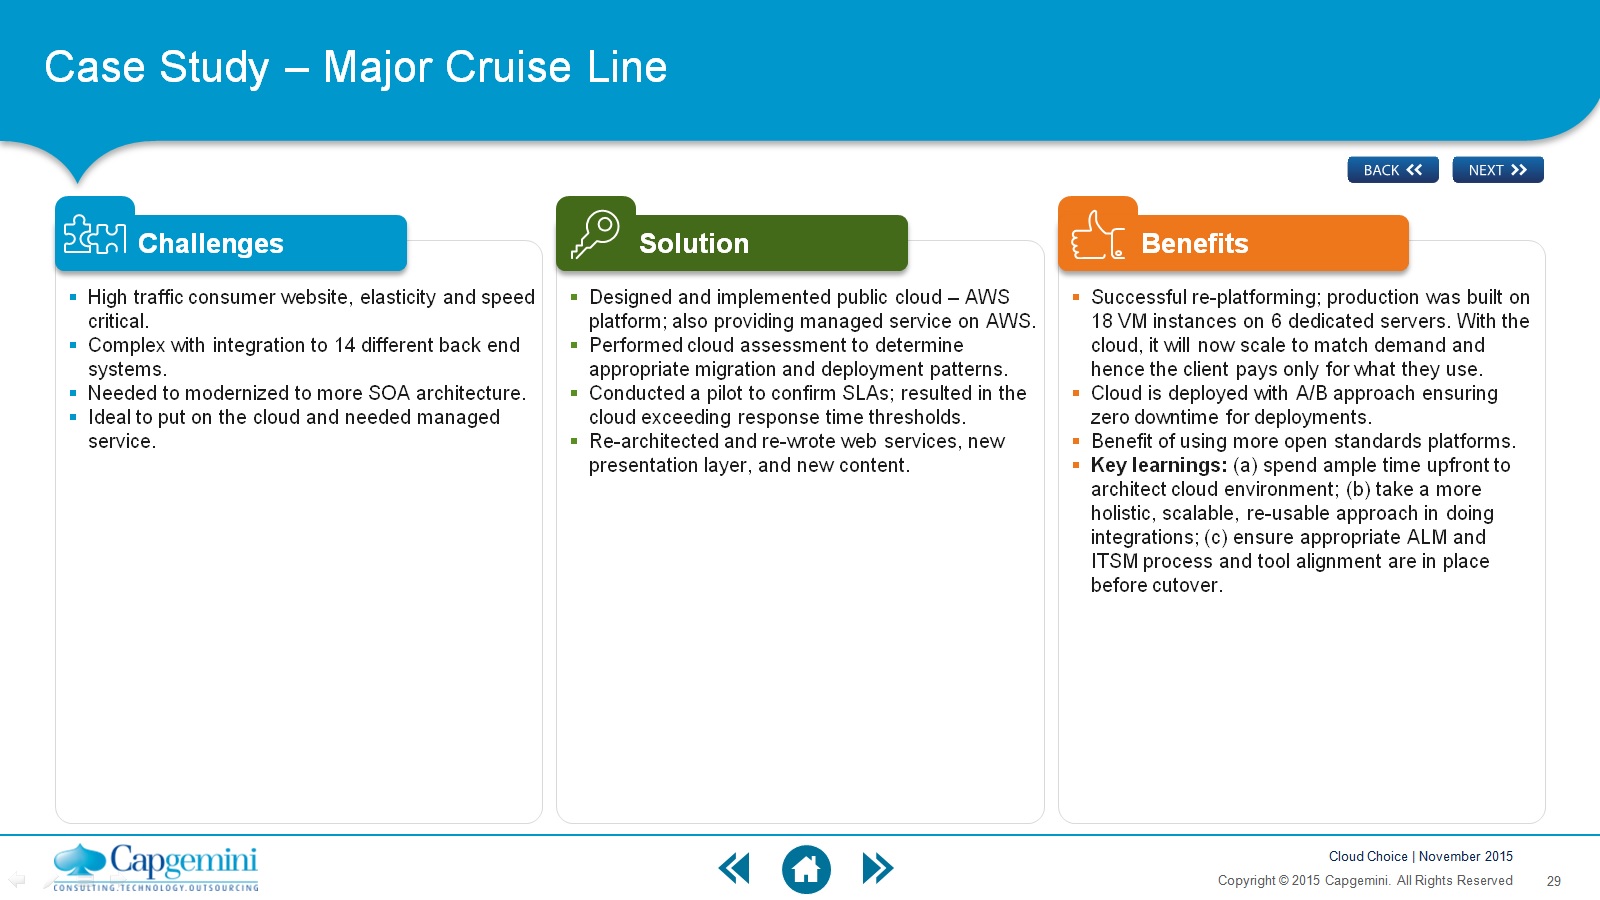 Case Study – Major Cruise Line
BACK
NEXT
Challenges
High traffic consumer website, elasticity and speed
critical.
Complex with integration to 14 different back end
systems.
Needed to modernized to more SOA architecture.
Ideal to put on the cloud and needed managed
service.
Solution
Designed and implemented public cloud – AWS
platform; also providing managed service on AWS.
Performed cloud assessment to determine
appropriate migration and deployment patterns.
Conducted a pilot to confirm SLAs; resulted in the
cloud exceeding response time thresholds.
Re-architected and re-wrote web services, new
presentation layer, and new content.
Benefits
Successful re-platforming; production was built on
18 VM instances on 6 dedicated servers. With the
cloud, it will now scale to match demand and
hence the client pays only for what they use.
Cloud is deployed with A/B approach ensuring
zero downtime for deployments.
Benefit of using more open standards platforms.
Key learnings: (a) spend ample time upfront to
architect cloud environment; (b) take a more
holistic, scalable, re-usable approach in doing
integrations; (c) ensure appropriate ALM and
ITSM process and tool alignment are in place
before cutover.
Capgemini
CONSULTING.TECHNOLOGY.OUTSOURCING
Cloud Choice | November 2015
Copyright © 2015 Capgemini. All Rights Reserved
29